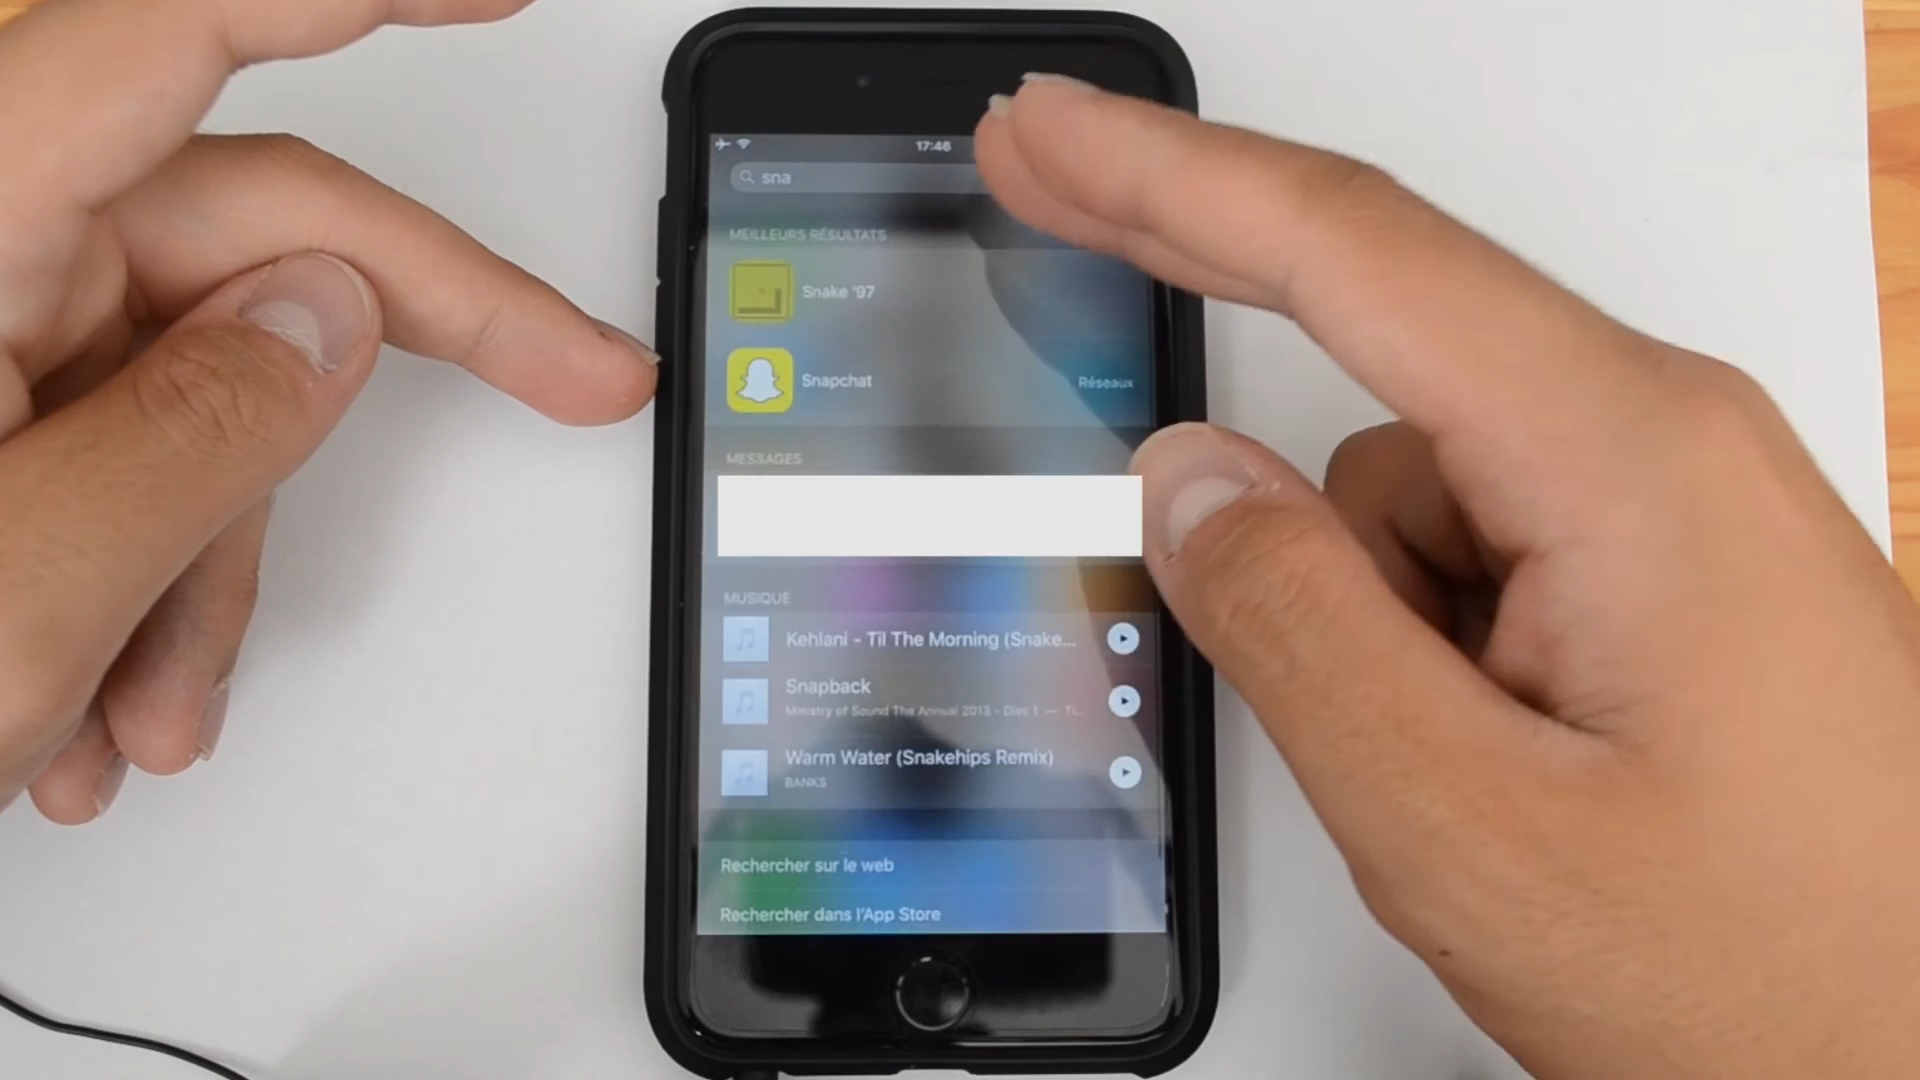 17:46
sna
MEILLEURS RÉSULTATS
Snake '97
Snapchat
Réseaux
MESSAGES
MUSIQUE
Kehlani - Til The Morning (Snake...
Snapback
Ministry of Sound The Annual 2013 - Disc 1 — Ti...
Warm Water (Snakehips Remix)
BANKS
Rechercher sur le web
Rechercher dans l'App Store